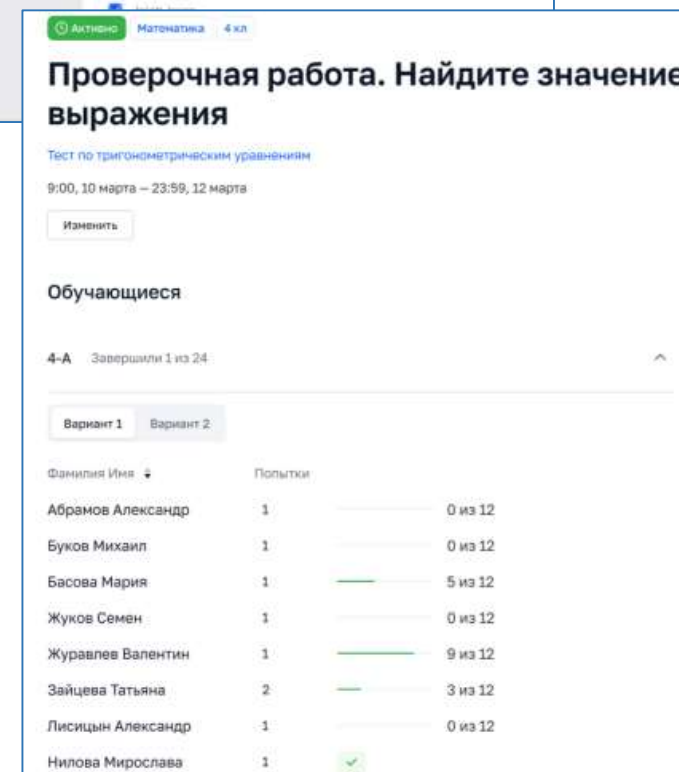 Активно Математика 4 кл
Проверочная работа. Найдите значение
выражения
Тест по тригонометрическим уравнениям
9:00, 10 марта — 23:59, 12 марта
Изменить
Обучающиеся
4-А Завершили 1 из 24
Вариант 1 Вариант 2
Фамилия Имя Попытки
Абрамов Александр 1 0 из 12
Буков Михаил 1 0 из 12
Басова Мария 1 5 из 12
Жуков Семен 1 0 из 12
Журавлев Валентин 1 9 из 12
Зайцева Татьяна 2 3 из 12
Лисицын Александр 1 0 из 12
Нилова Мирослава 1